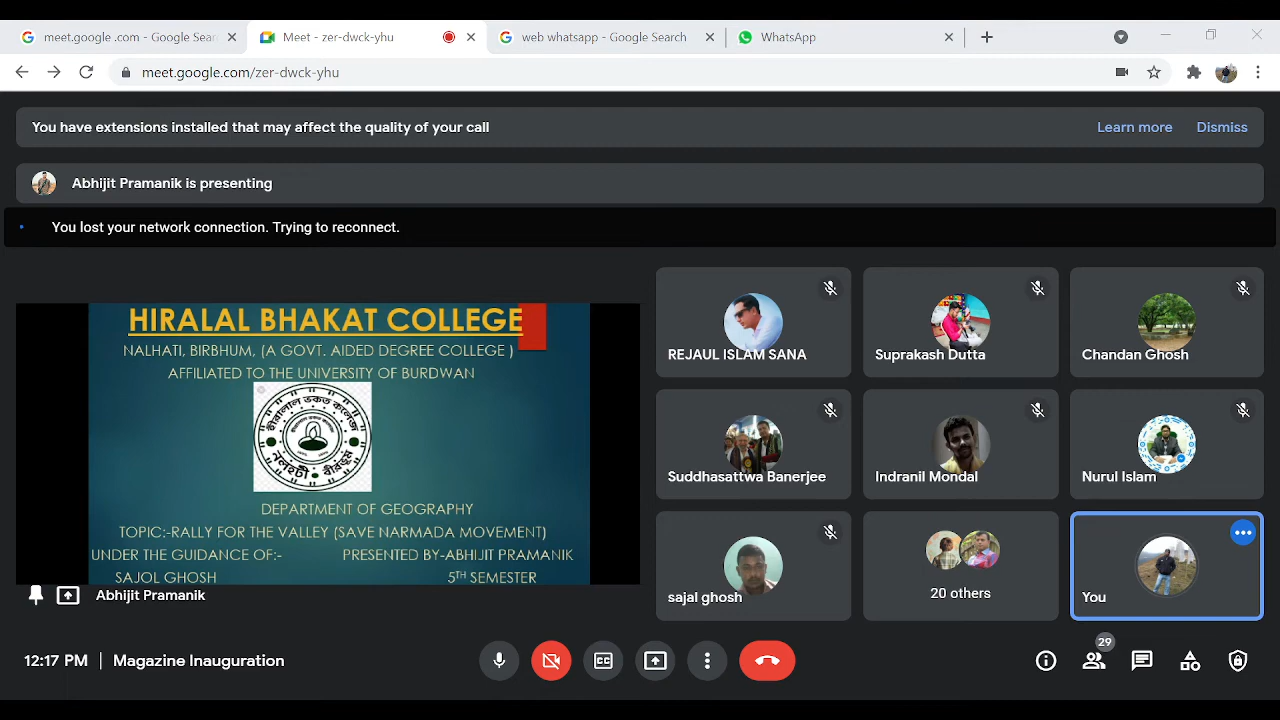 meet.google .com - Google Sear
Meet - zer-dwck-yhu
web whatsapp - Google Search
WhatsApp
meet.google.com/zer-dwck-yhu
You have extensions installed that may affect the quality of your call
Learn more
Dismiss
Abhijit Pramanik is presenting
You lost your network connection. Trying to reconnect.
HIRALAL BHAKAT COLLEGE
NALHATI, BIRBHUM, (A GOVT. AIDED DEGREE COLLEGE )
AFFILIATED TO THE UNIVERSITY OF BURDWAN
হীরালাল ভকত কলেজ
নলহাটী • বীরভূম
DEPARTMENT OF GEOGRAPHY
TOPIC:-RALLY FOR THE VALLEY (SAVE NARMADA MOVEMENT)
UNDER THE GUIDANCE OF:- PRESENTED BY-ABHIJIT PRAMANIK
SAJOL GHOSH 5TH SEMESTER
Abhijit Pramanik
REJAUL ISLAM SANA
Suprakash Dutta
Chandan Ghosh
Suddhasattwa Banerjee
Indranil Mondal
Nurul Islam
sajal ghosh
20 others
You
12:17 PM | Magazine Inauguration
CC
29